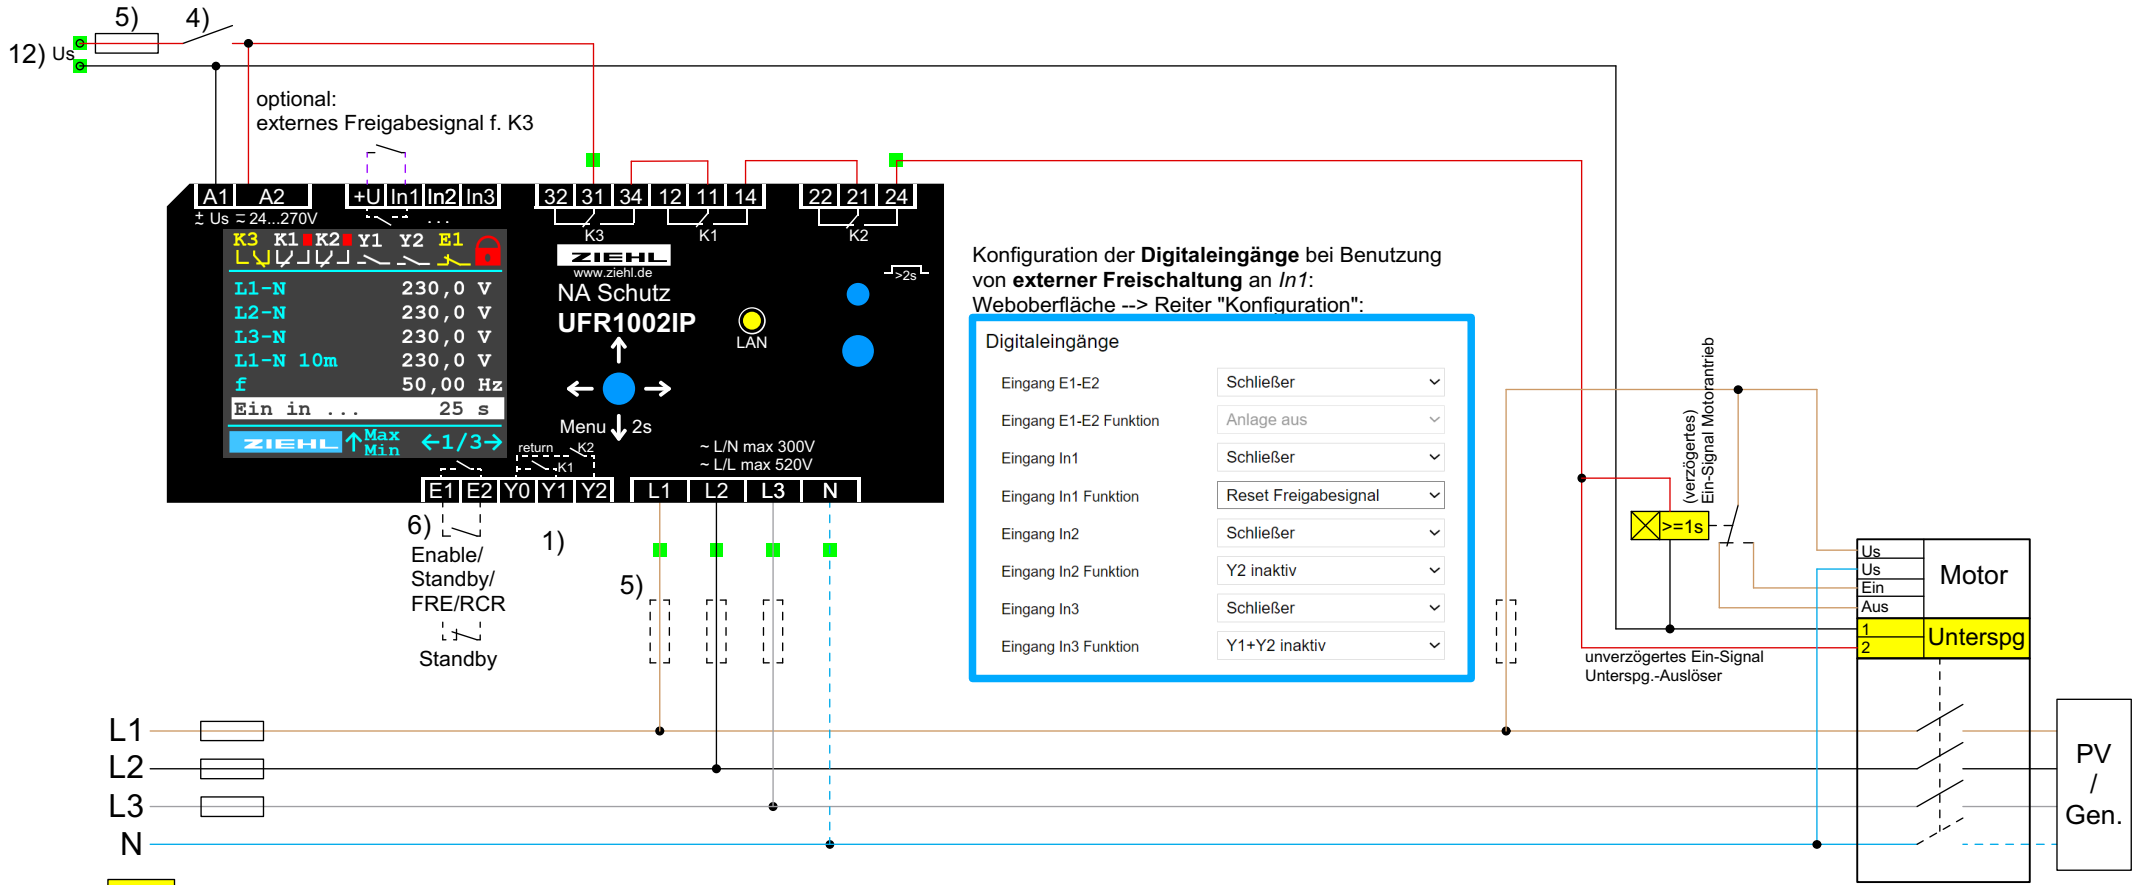 5)
4)
12) Us
optional:
externes Freigabesignal f. K3
A1 A2 +U In1 In2 In3 32 31 34 12 11 14 22 21 24
± Us = 24...270V
...
K3 K1 K2
K3 K1 K2 Y1 Y2 E1
L1-N 230,0 V
L2-N 230,0 V
L3-N 230,0 V
L1-N 10m 230,0 V
f 50,00 Hz
Ein in ... 25 s
ZIEHL Max Min 1/3
ZIEHL
www.ziehl.de
NA Schutz
UFR1002IP
LAN
>2s
Menu 2s
return K2
K1
~ L/N max 300V
~ L/L max 520V
E1 E2 Y0 Y1 Y2 L1 L2 L3 N
6)
Enable/
Standby/
FRE/RCR
Standby
1)
5)
Konfiguration der Digitaleingänge bei Benutzung
von externer Freischaltung an In1:
Weboberfläche --> Reiter "Konfiguration":
Digitaleingänge
Eingang E1-E2 Schließer
Eingang E1-E2 Funktion Anlage aus
Eingang In1 Schließer
Eingang In1 Funktion Reset Freigabesignal
Eingang In2 Schließer
Eingang In2 Funktion Y2 inaktiv
Eingang In3 Schließer
Eingang In3 Funktion Y1+Y2 inaktiv
(verzögertes)
Ein-Signal Motorantrieb
>=1s
Us
Us
Ein
Aus
Motor
1
2
Unterspg
unverzögertes Ein-Signal
Unterspg.-Auslöser
L1
L2
L3
N
PV
/
Gen.